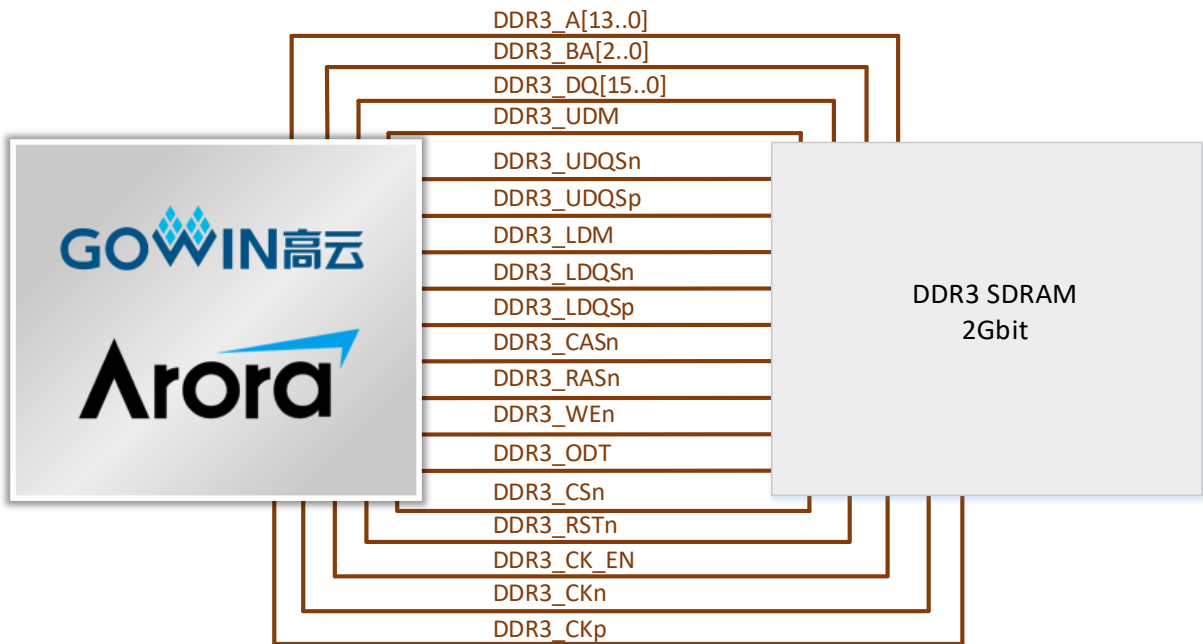 DDR3_A[13..0]
DDR3_BA[2..0]
DDR3_DQ[15..0]
DDR3_UDM
DDR3_UDQSn
DDR3_UDQSp
DDR3_LDM
DDR3_LDQSn
DDR3_LDQSp
DDR3_CASn
DDR3_RASn
DDR3_WEn
DDR3_ODT
DDR3_CSn
DDR3_RSTn
DDR3_CK_EN
DDR3_CKn
DDR3_CKp
GOWIN高云
Arora
DDR3 SDRAM
2Gbit